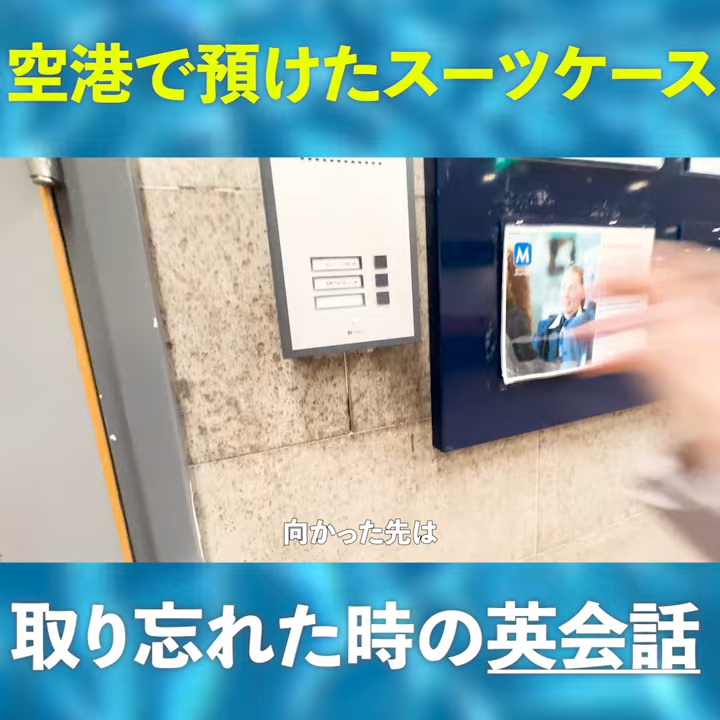 空港で預けたスーツケース
M
向かった先は
取り忘れた時の英会話